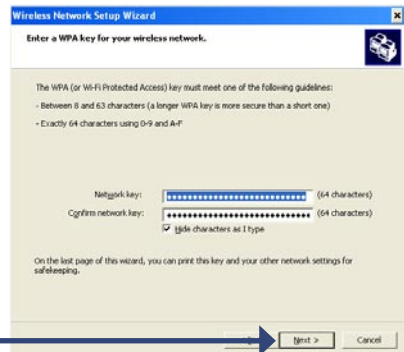 Wireless Network Setup Wizard
Enter a WPA key for your wireless network.
The WPA (or Wi-Fi Protected Access) key must meet one of the following guidelines:
- Between 8 and 63 characters (a longer WPA key is more secure than a short one)
- Exactly 64 characters using 0-9 and A-F
Network key: (64 characters)
Confirm network key: (64 characters)
Hide characters as I type
On the last page of this wizard, you can print this key and your other network settings for
safekeeping.
Next > Cancel